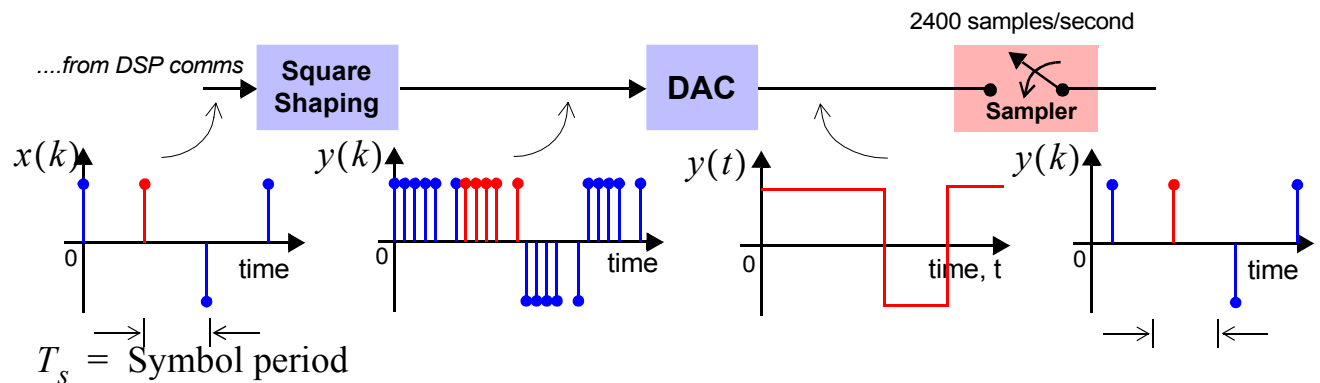 2400 samples/second
....from DSP comms
Square
Shaping
DAC
Sampler
x(k)
y(k)
y(t)
y(k)
0
time
0
time
0
time, t
0
time
T_s = Symbol period